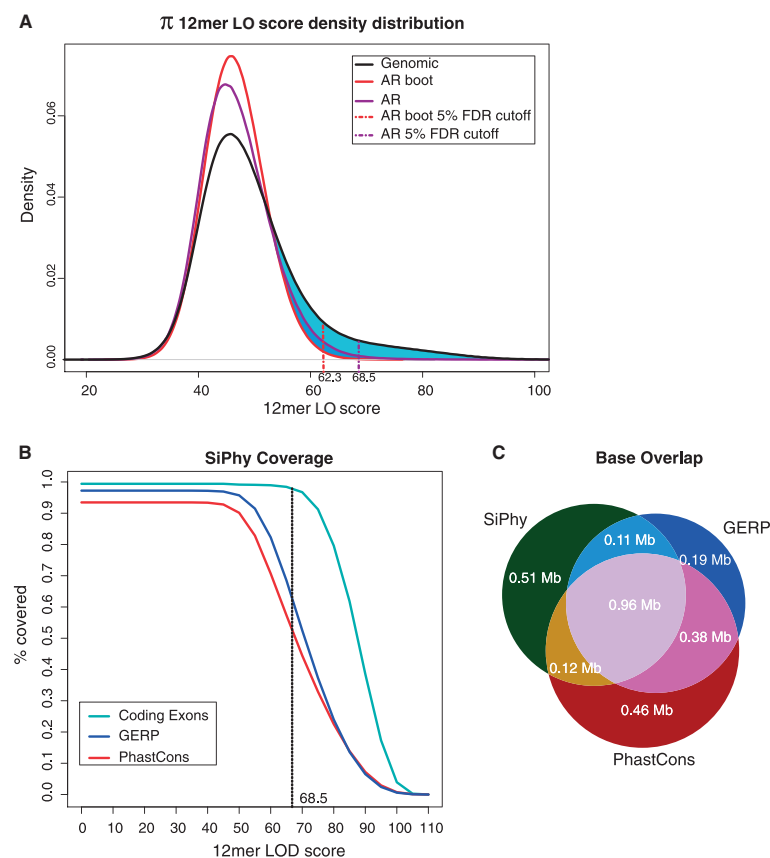 A
π 12mer LO score density distribution
Genomic
AR boot
AR
AR boot 5% FDR cutoff
AR 5% FDR cutoff
Density
0.06
0.04
0.02
0.00
62.3 68.5
20 40 60 80 100
12mer LO score
B
SiPhy Coverage
% covered
1.0
0.9
0.8
0.7
0.6
0.5
0.4
0.3
0.2
0.1
0.0
Coding Exons
GERP
PhastCons
68.5
0 10 20 30 40 50 60 70 80 90 100 110
12mer LOD score
C
Base Overlap
SiPhy
GERP
0.11 Mb
0.19 Mb
0.51 Mb
0.96 Mb
0.38 Mb
0.12 Mb
0.46 Mb
PhastCons